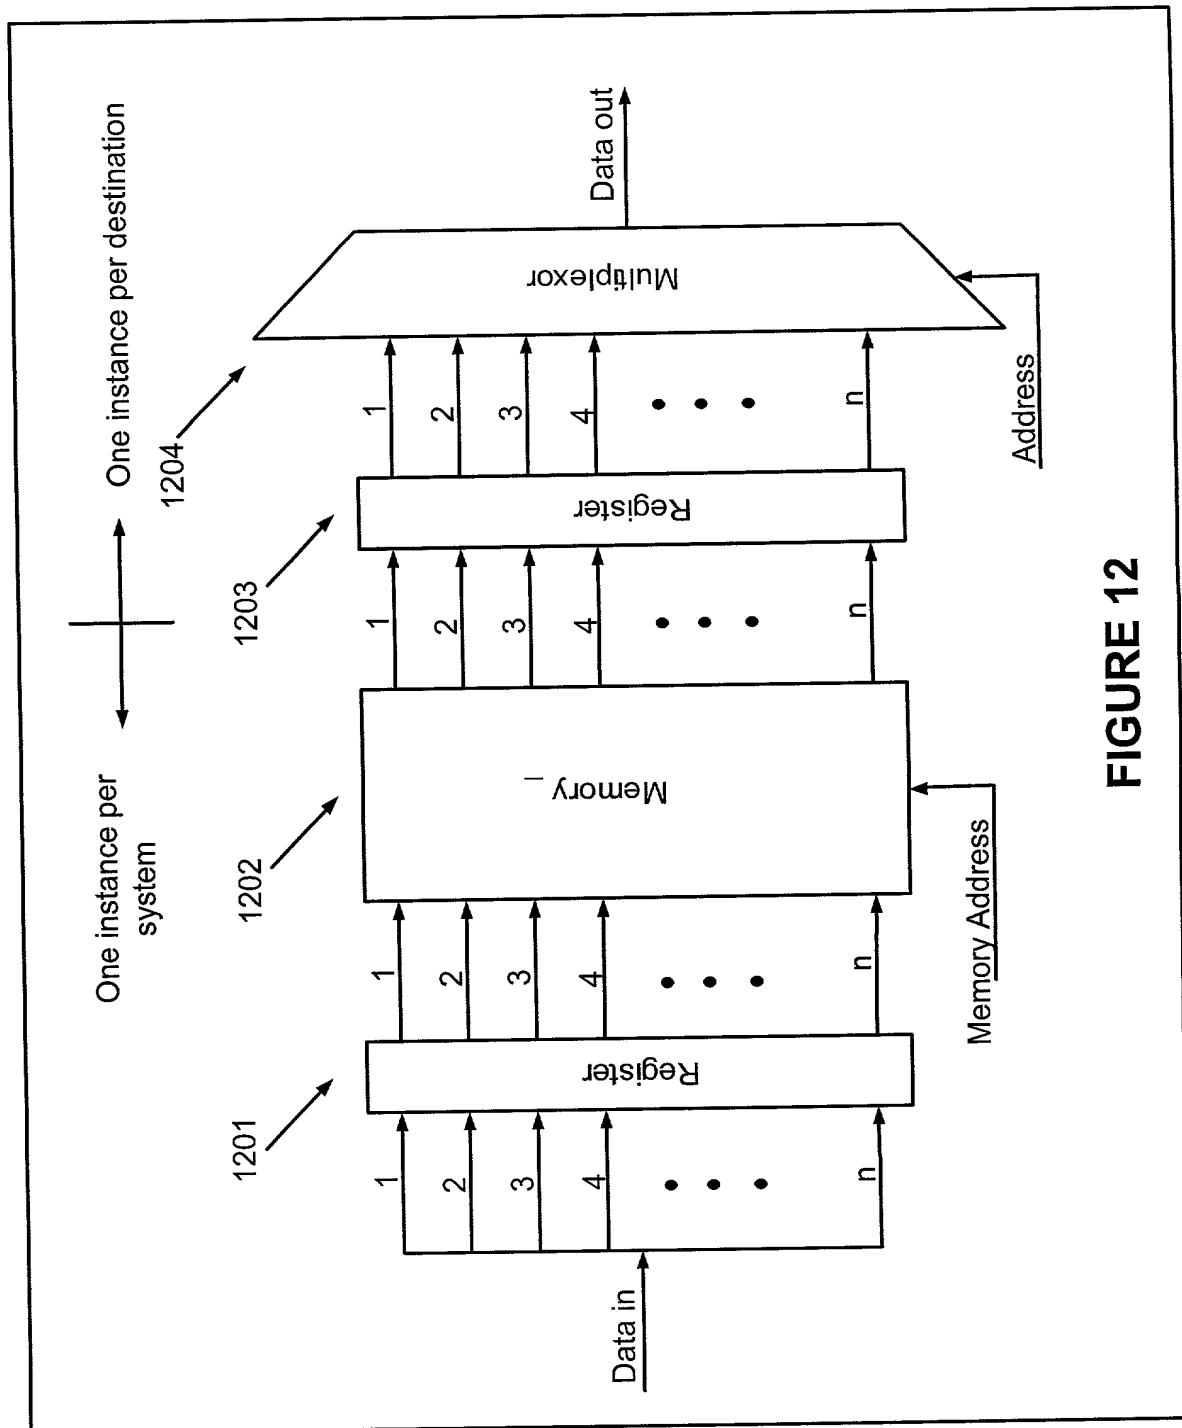 One instance per
system
One instance per destination
1201
1202
1203
1204
Data in
1
2
3
4
n
Register
1
2
3
4
n
Memory _
1
2
3
4
n
Register
1
2
3
4
n
Multiplexor
Data out
Memory Address
Address
FIGURE 12